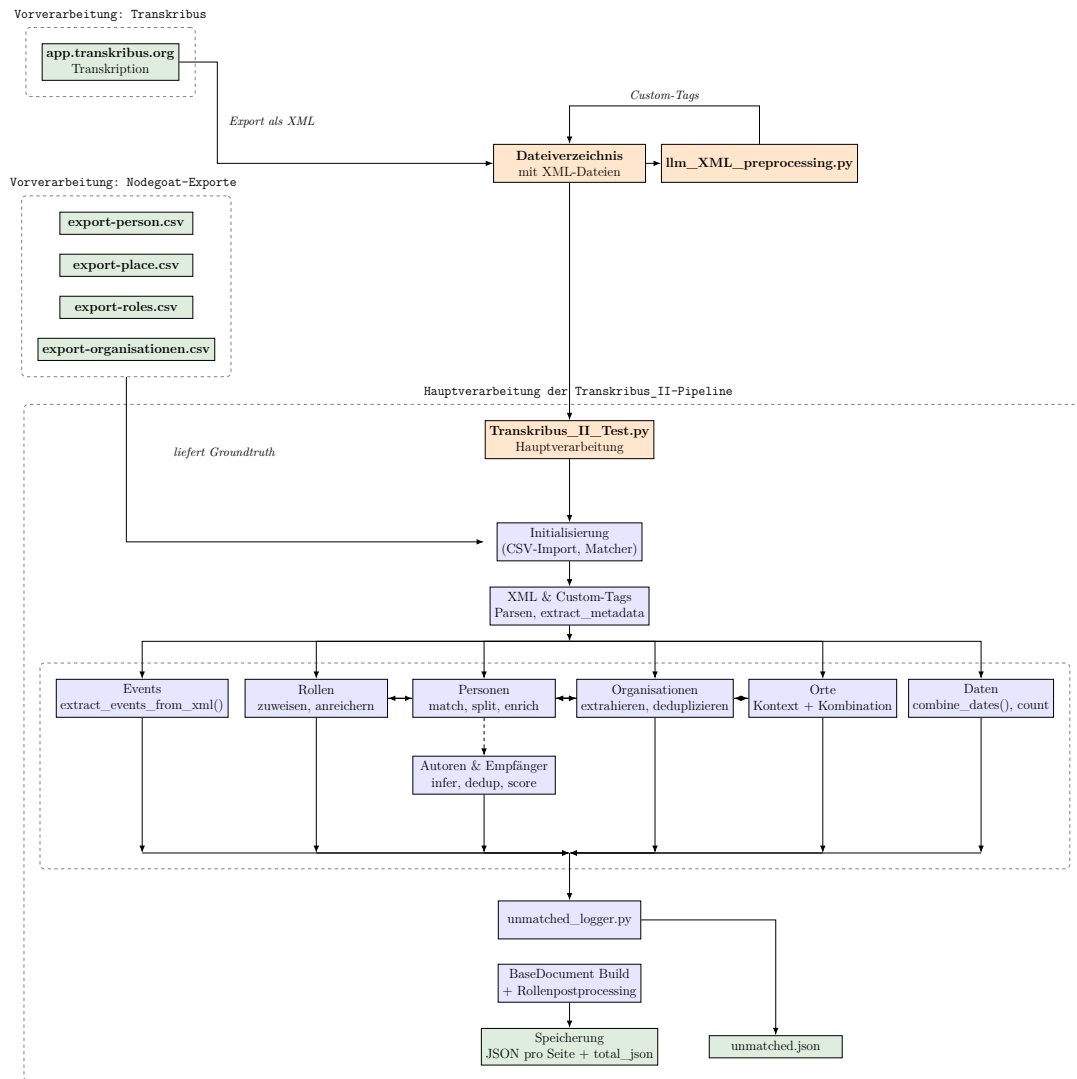 Vorverarbeitung: Transkribus
app.transkribus.org
Transkription
Export als XML
Custom-Tags
Dateiverzeichnis
mit XML-Dateien
llm_XML_preprocessing.py
Vorverarbeitung: Nodegoat-Exporte
export-person.csv
export-place.csv
export-roles.csv
export-organisationen.csv
Hauptverarbeitung der Transkribus_II-Pipeline
Transkribus_II_Test.py
Hauptverarbeitung
liefert Groundtruth
Initialisierung
(CSV-Import, Matcher)
XML & Custom-Tags
Parsen, extract_metadata
Events
extract_events_from_xml()
Rollen
zuweisen, anreichern
Personen
match, split, enrich
Organisationen
extrahieren, deduplizieren
Orte
Kontext + Kombination
Daten
combine_dates(), count
Autoren & Empfänger
infer, dedup, score
unmatched_logger.py
BaseDocument Build
+ Rollenpostprocessing
Speicherung
JSON pro Seite + total_json
unmatched.json